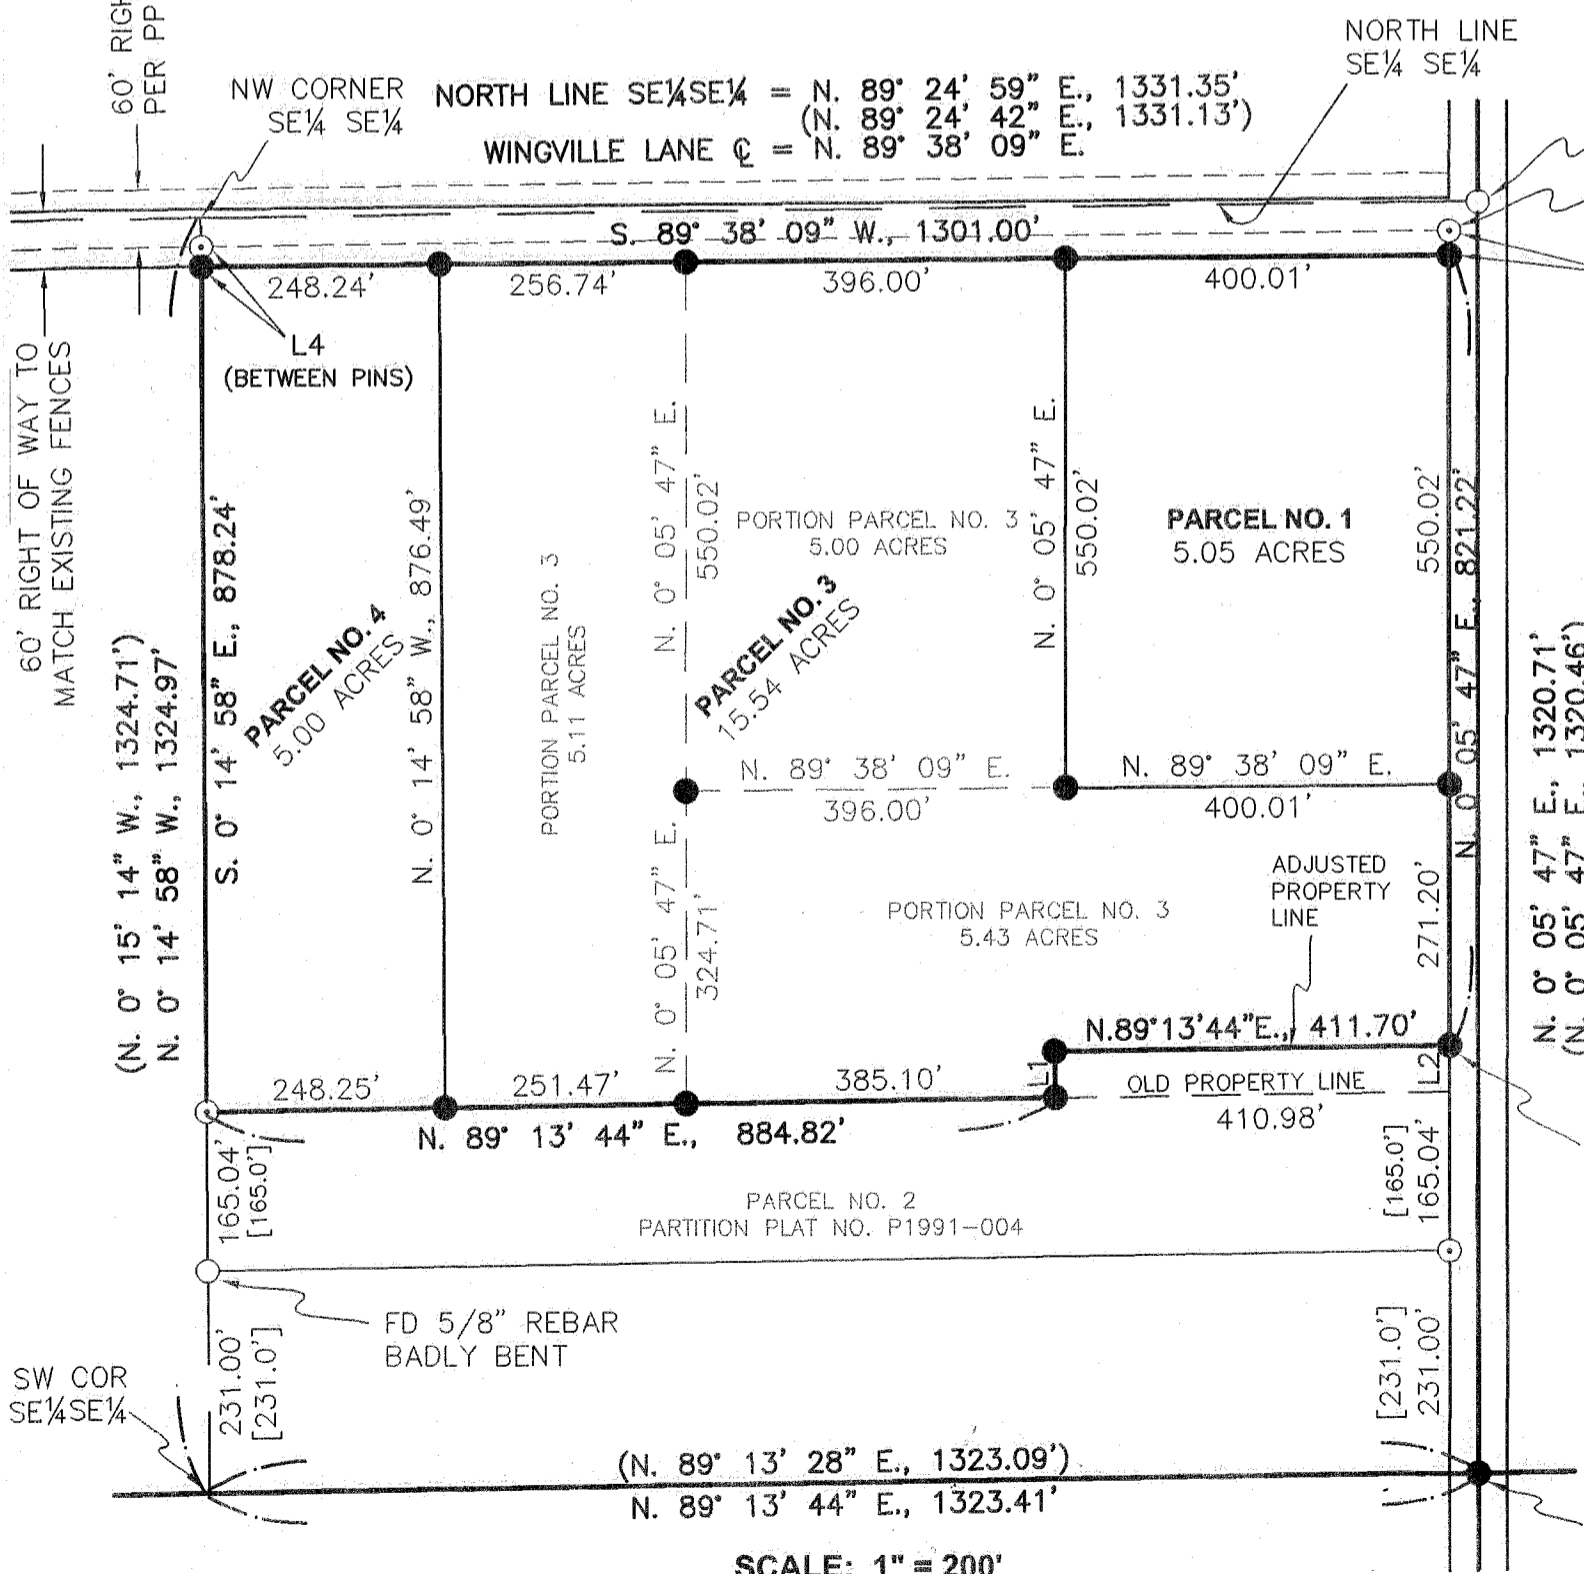 60' RIGH
PER PP
NW CORNER
SE¼ SE¼
NORTH LINE SE¼SE¼ = N. 89° 24' 59" E., 1331.35'
(N. 89° 24' 42" E., 1331.13')
WINGVILLE LANE ℄ = N. 89° 38' 09" E.
NORTH LINE
SE¼ SE¼
S. 89° 38' 09" W., 1301.00'
248.24'
256.74'
396.00'
400.01'
L4
(BETWEEN PINS)
60' RIGHT OF WAY TO
MATCH EXISTING FENCES
(N. 0° 15' 14" W., 1324.71')
N. 0° 14' 58" W., 1324.97'
S. 0° 14' 58" E., 878.24'
PARCEL NO. 4
5.00 ACRES
N. 0° 14' 58" W., 876.49'
PORTION PARCEL NO. 3
5.11 ACRES
N. 0° 05' 47" E.
550.02'
PORTION PARCEL NO. 3
5.00 ACRES
PARCEL NO. 3
15.54 ACRES
N. 0° 05' 47" E.
550.02'
PARCEL NO. 1
5.05 ACRES
550.02'
N. 0° 05' 47" E., 821.22'
N. 0° 05' 47" E., 1320.71'
(N. 0° 05' 47" E., 1320.46')
N. 89° 38' 09" E.
396.00'
N. 89° 38' 09" E.
400.01'
N. 0° 05' 47" E.
324.71'
PORTION PARCEL NO. 3
5.43 ACRES
ADJUSTED
PROPERTY
LINE
271.20'
N.89°13'44"E., 411.70'
L1
OLD PROPERTY LINE
L2
410.98'
248.25'
251.47'
385.10'
N. 89° 13' 44" E., 884.82'
165.04'
[165.0']
[165.0']
165.04'
PARCEL NO. 2
PARTITION PLAT NO. P1991-004
FD 5/8" REBAR
BADLY BENT
231.00'
[231.0']
[231.0']
231.00'
SW COR
SE¼SE¼
(N. 89° 13' 28" E., 1323.09')
N. 89° 13' 44" E., 1323.41'
SCALE: 1" = 200'